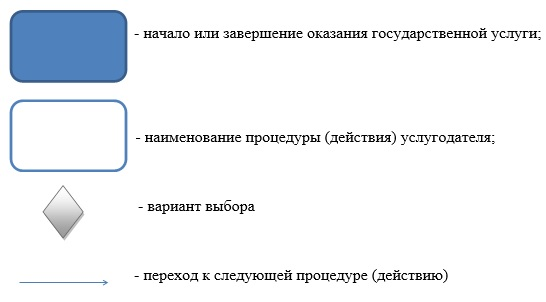 - начало или завершение оказания государственной услуги;
- наименование процедуры (действия) услугодателя;
- вариант выбора
- переход к следующей процедуре (действию)